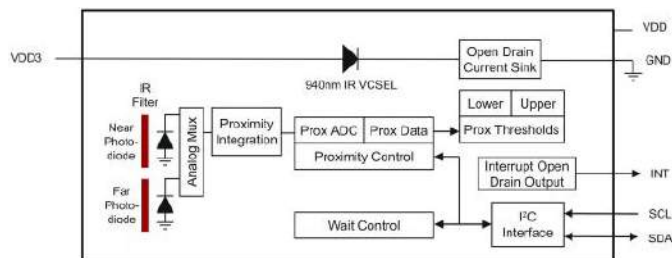 VDD
VDD3
Open Drain
Current Sink
GND
940nm IR VCSEL
IR
Filter
Lower
Upper
Prox Thresholds
Near
Photo-
diode
Analog Mux
Proximity
Integration
Prox ADC
Prox Data
Proximity Control
Interrupt Open
Drain Output
INT
Far
Photo-
diode
Wait Control
I²C
Interface
SCL
SDA